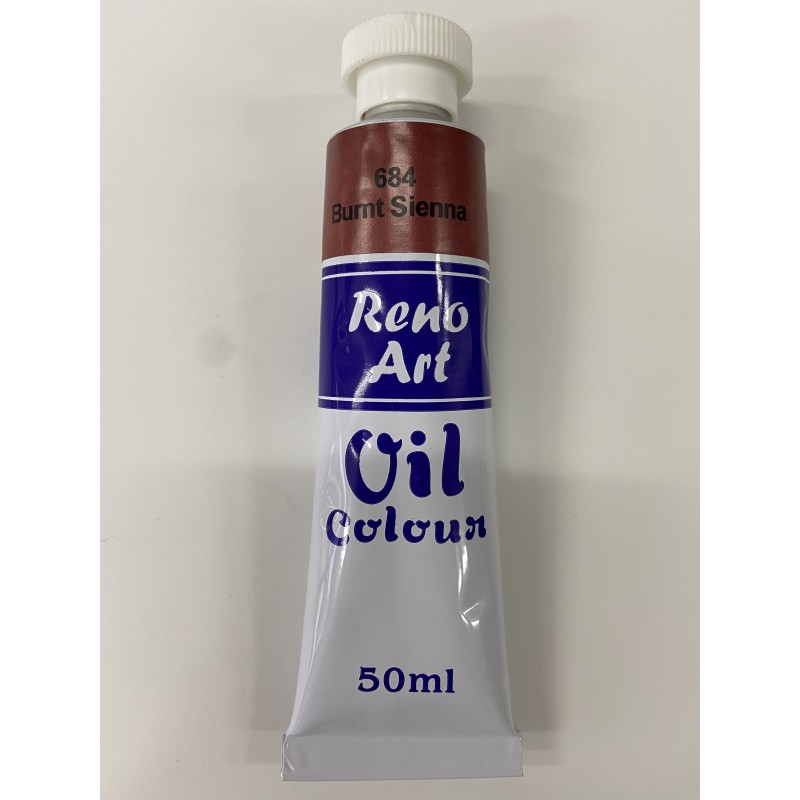 684
Burnt Sienna
Reno
Art
Oil
Colour
50ml